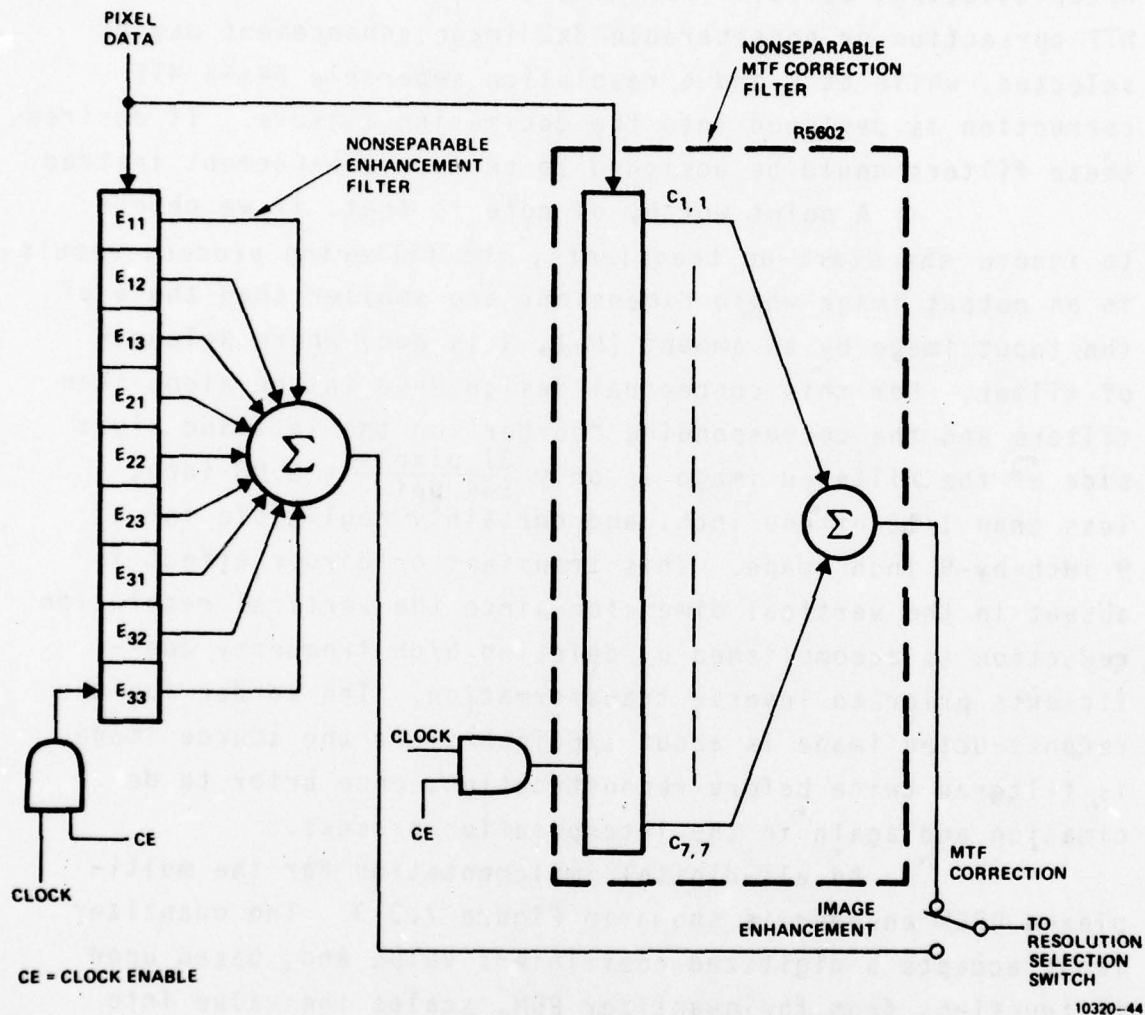 PIXEL
DATA
NONSEPARABLE
ENHANCEMENT
FILTER
NONSEPARABLE
MTF CORRECTION
FILTER
R5602
E11
E12
E13
E21
E22
E23
E31
E32
E33
Σ
C1, 1
Σ
C7, 7
CLOCK
CE
CE
CLOCK
MTF
CORRECTION
IMAGE
ENHANCEMENT
TO
RESOLUTION
SELECTION
SWITCH
CE = CLOCK ENABLE
10320-44